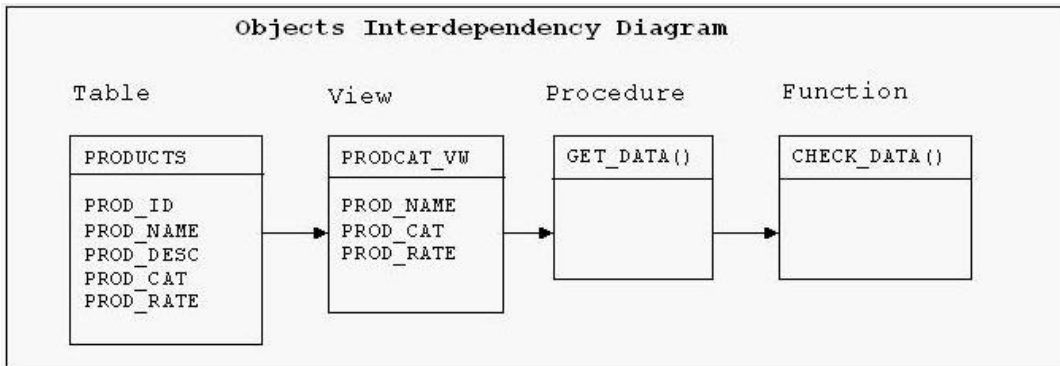 Objects Interdependency Diagram
Table
View
Procedure
Function
PRODUCTS
PROD_ID
PROD_NAME
PROD_DESC
PROD_CAT
PROD_RATE
PRODCAT_VW
PROD_NAME
PROD_CAT
PROD_RATE
GET_DATA()
CHECK_DATA()